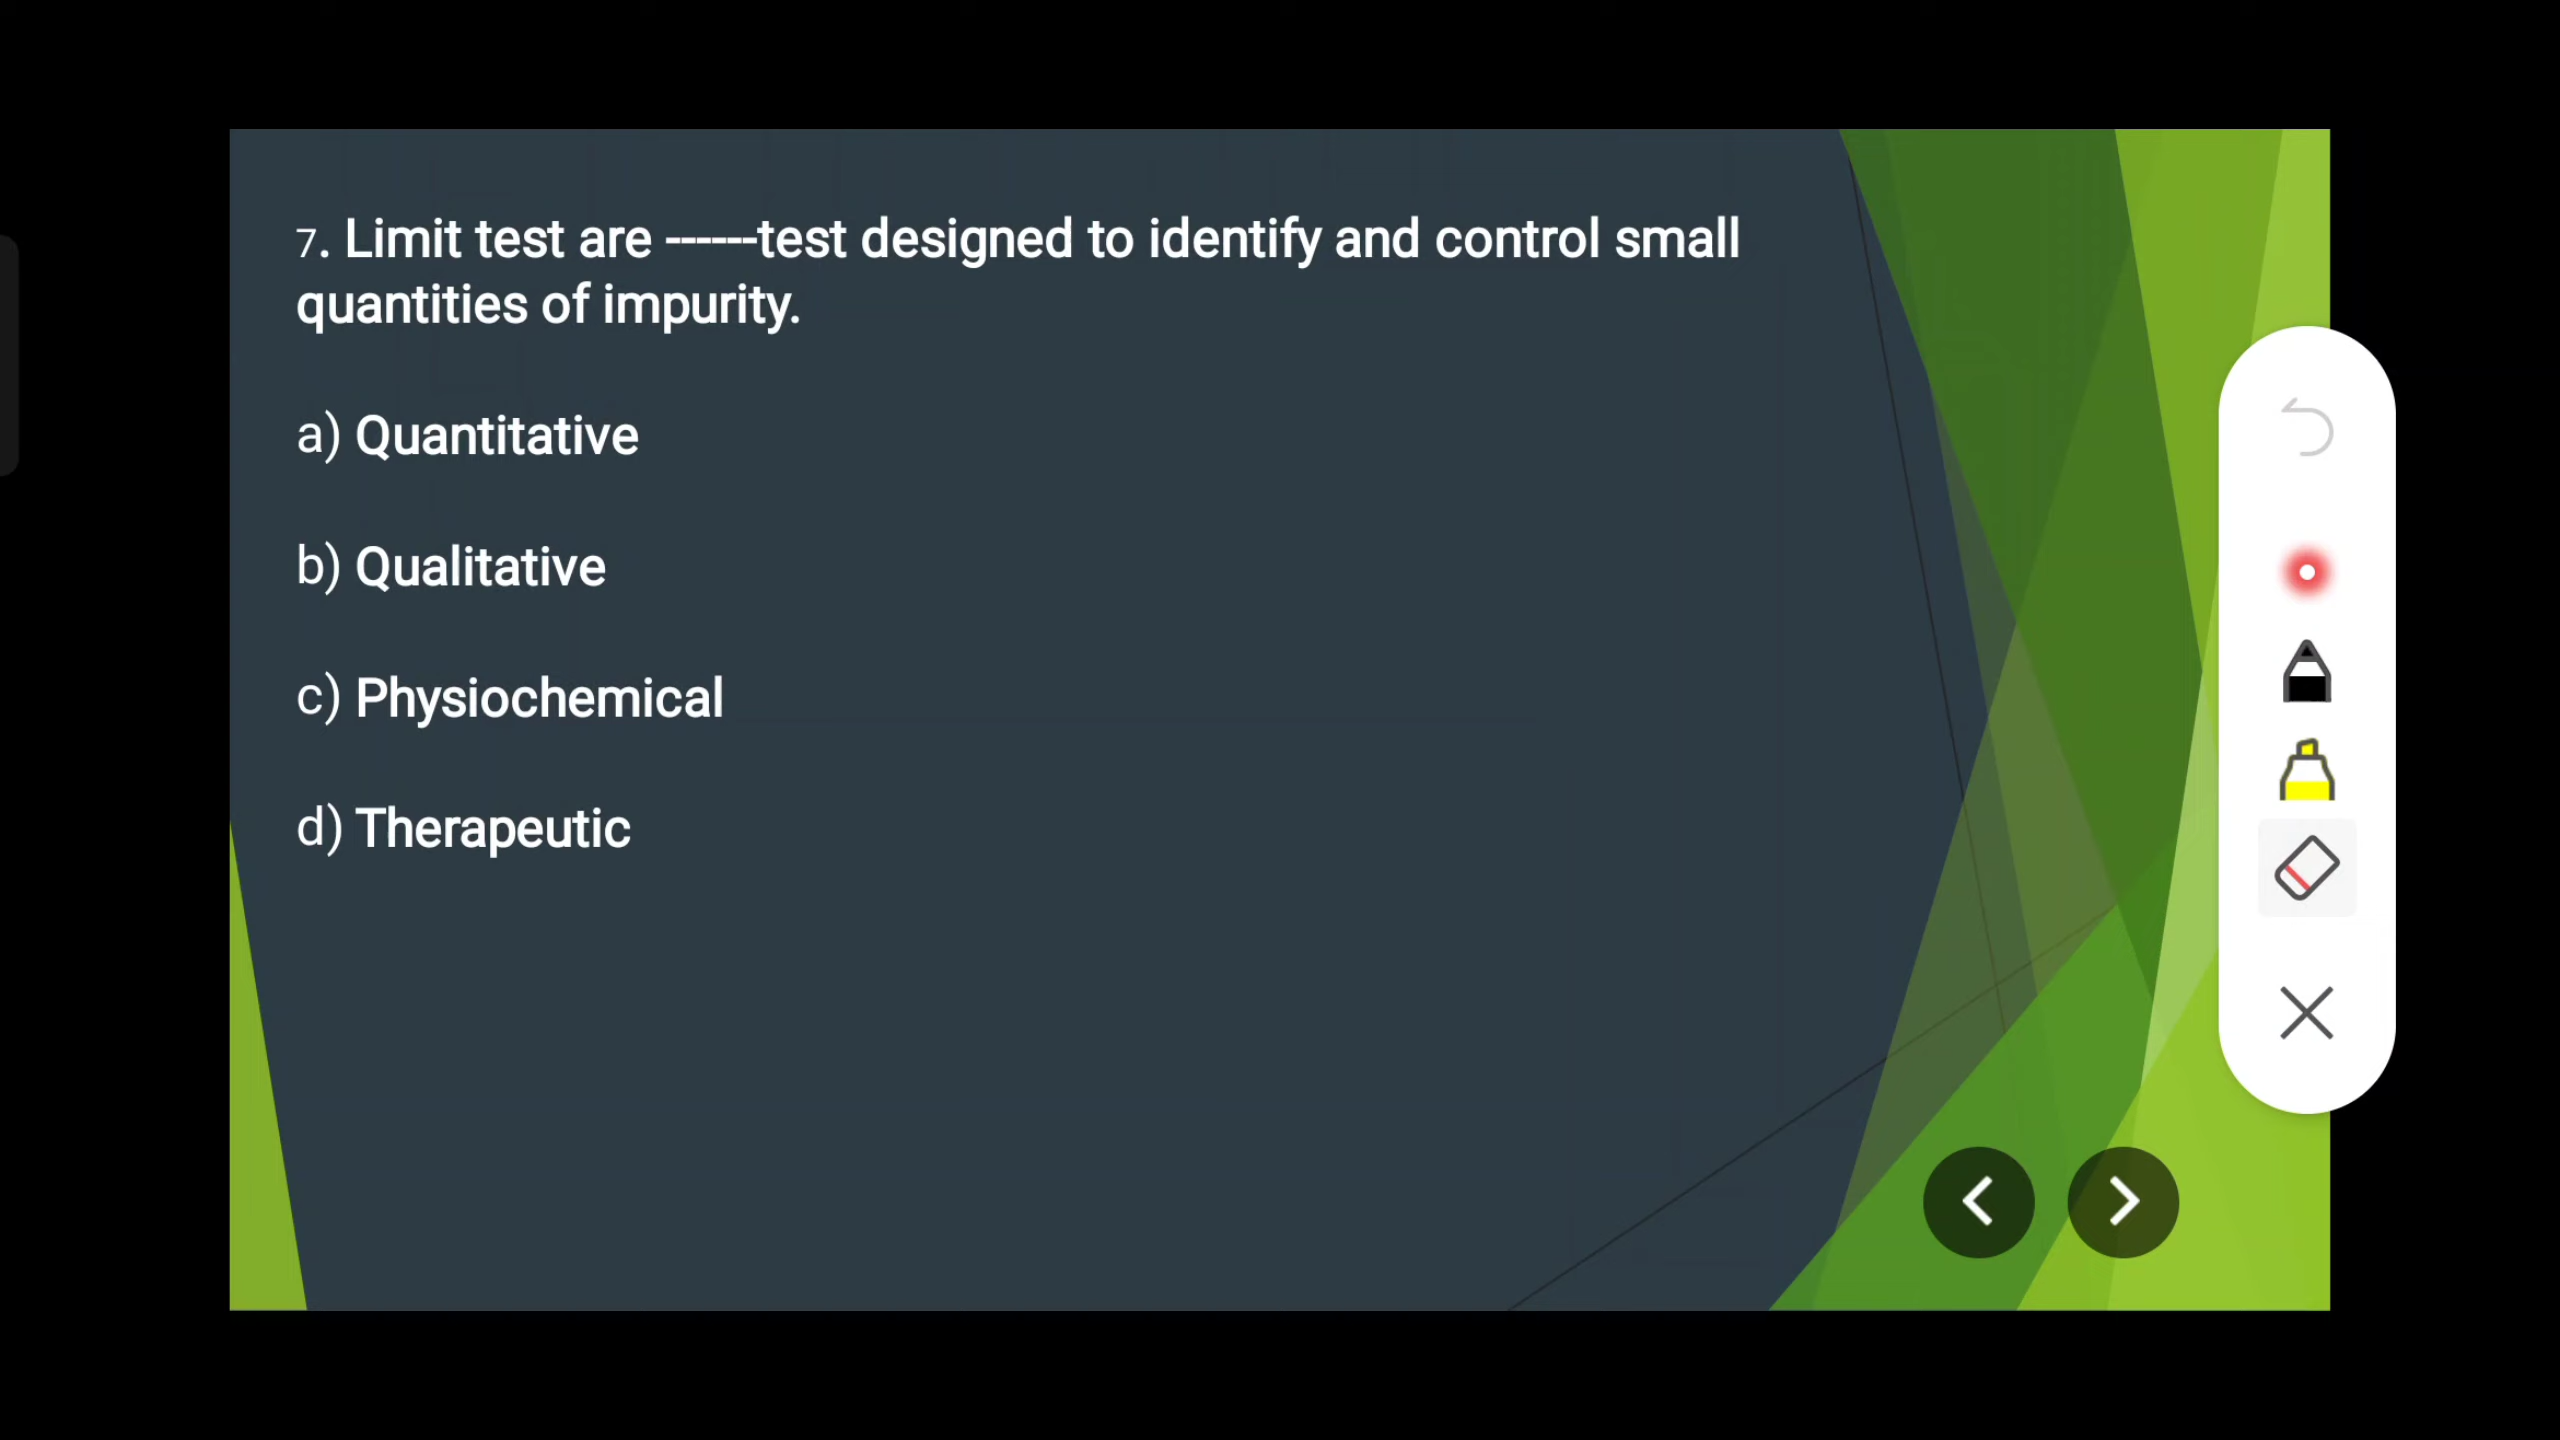 7. Limit test are ------test designed to identify and control small
quantities of impurity.
a) Quantitative
b) Qualitative
c) Physiochemical
d) Therapeutic